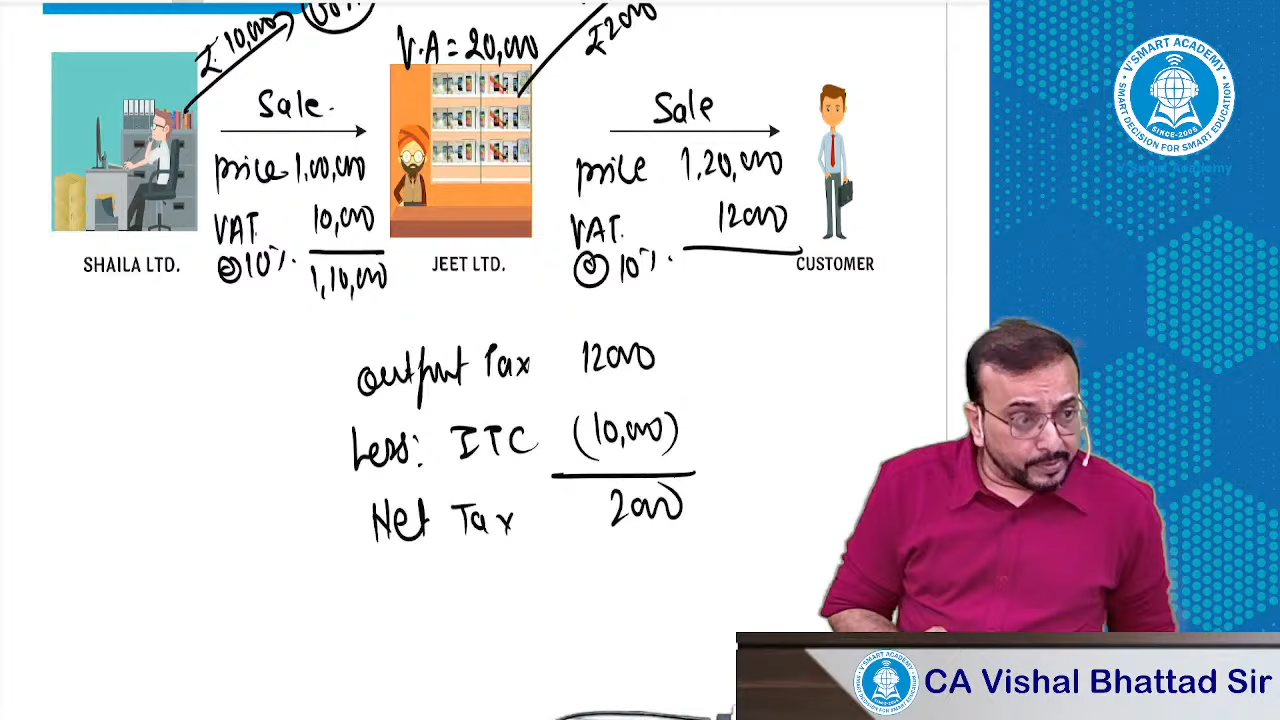 ₹10,000
V.A = 20,000
₹2000
Sale.
price 1,00,000
VAT 10,000
@ 10%.
1,10,000
Sale
price 1,20,000
VAT. 12000
@ 10%.
SHAILA LTD.
JEET LTD.
CUSTOMER
Output Tax 12000
Less: ITC (10,000)
Net Tax 2000
V'SMART ACADEMY
SINCE-2005
SMART DECISION FOR SMART EDUCATION
Smart Academy
CA Vishal Bhattad Sir